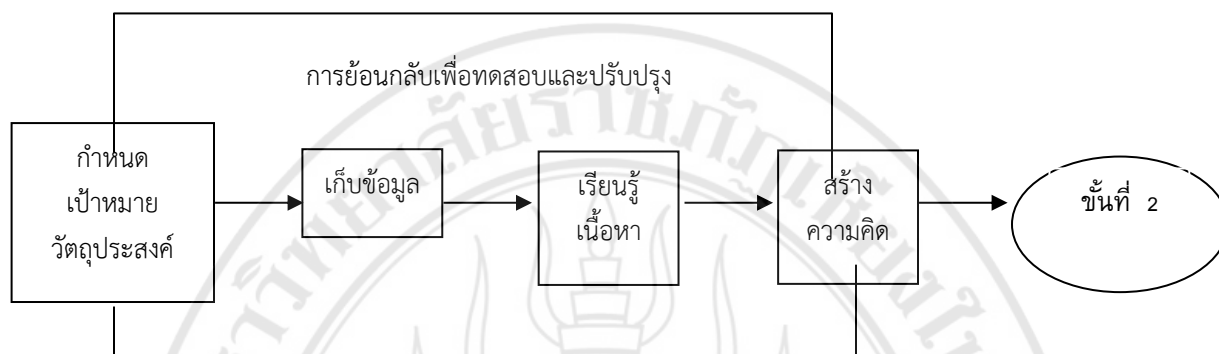 การย้อนกลับเพื่อทดสอบและปรับปรุง
กำหนด
เป้าหมาย
วัตถุประสงค์
เก็บข้อมูล
เรียนรู้
เนื้อหา
สร้าง
ความคิด
ขั้นที่ 2